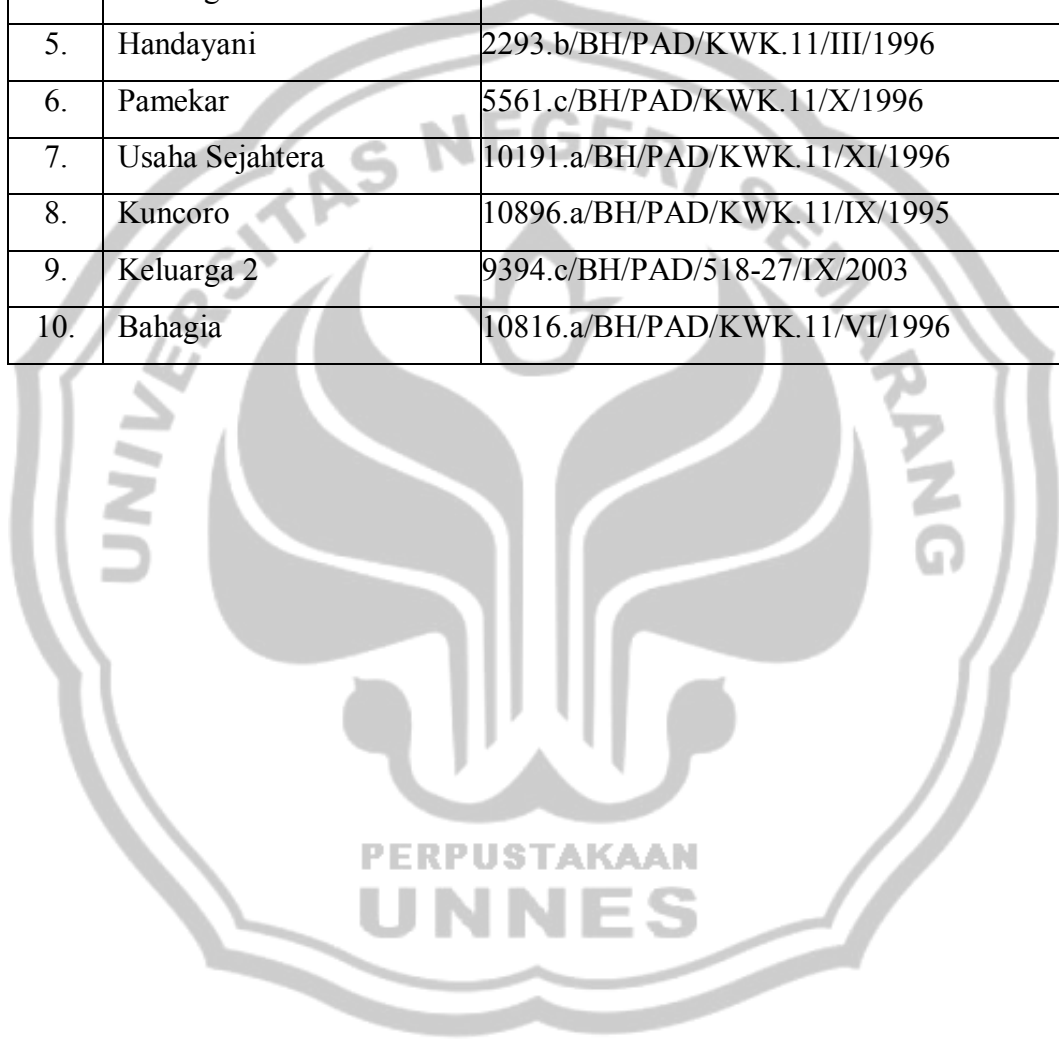 5. Handayani 2293.b/BH/PAD/KWK.11/III/1996
6. Pamekar 5561.c/BH/PAD/KWK.11/X/1996
7. Usaha Sejahtera 10191.a/BH/PAD/KWK.11/XI/1996
8. Kuncoro 10896.a/BH/PAD/KWK.11/IX/1995
9. Keluarga 2 9394.c/BH/PAD/518-27/IX/2003
10. Bahagia 10816.a/BH/PAD/KWK.11/VI/1996
UNIVERSITAS NEGERI SEMARANG
PERPUSTAKAAN
UNNES